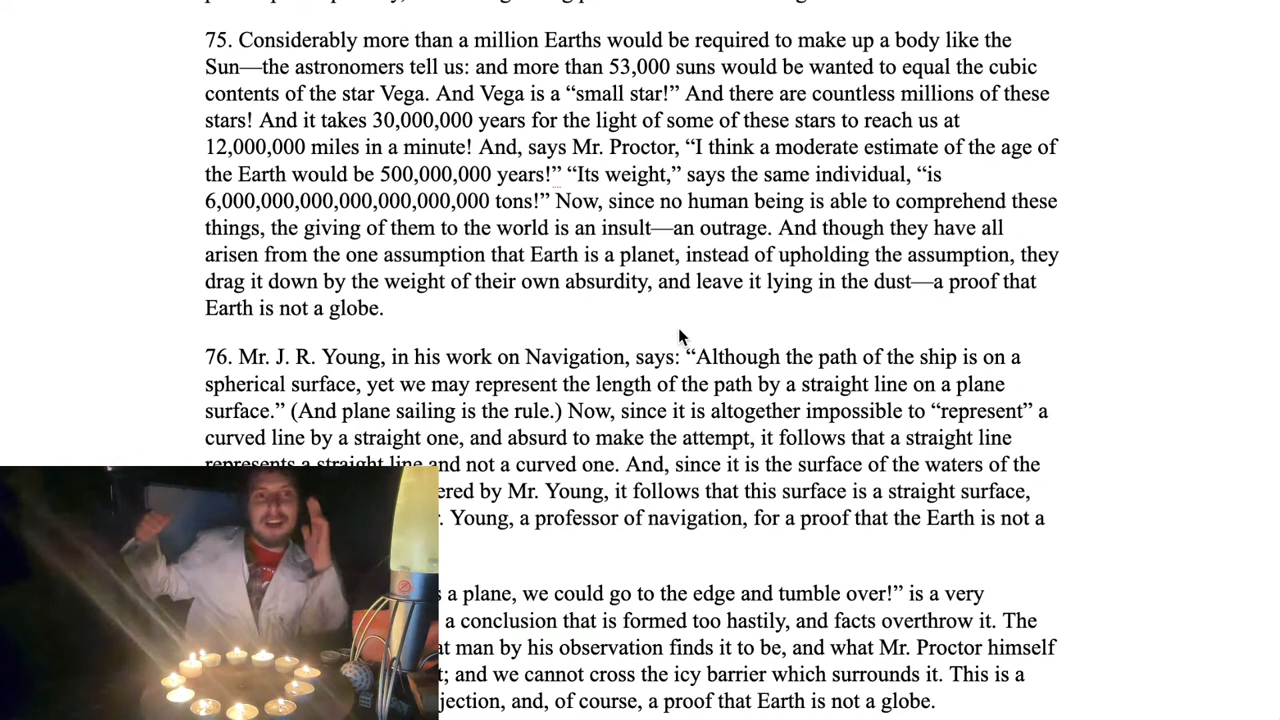 75. Considerably more than a million Earths would be required to make up a body like the
Sun—the astronomers tell us: and more than 53,000 suns would be wanted to equal the cubic
contents of the star Vega. And Vega is a “small star!” And there are countless millions of these
stars! And it takes 30,000,000 years for the light of some of these stars to reach us at
12,000,000 miles in a minute! And, says Mr. Proctor, “I think a moderate estimate of the age of
the Earth would be 500,000,000 years!” “Its weight,” says the same individual, “is
6,000,000,000,000,000,000,000 tons!” Now, since no human being is able to comprehend these
things, the giving of them to the world is an insult—an outrage. And though they have all
arisen from the one assumption that Earth is a planet, instead of upholding the assumption, they
drag it down by the weight of their own absurdity, and leave it lying in the dust—a proof that
Earth is not a globe.
76. Mr. J. R. Young, in his work on Navigation, says: “Although the path of the ship is on a
spherical surface, yet we may represent the length of the path by a straight line on a plane
surface.” (And plane sailing is the rule.) Now, since it is altogether impossible to “represent” a
curved line by a straight one, and absurd to make the attempt, it follows that a straight line
represents a straight line and not a curved one. And, since it is the surface of the waters of the
ered by Mr. Young, it follows that this surface is a straight surface,
. Young, a professor of navigation, for a proof that the Earth is not a
a plane, we could go to the edge and tumble over!” is a very
a conclusion that is formed too hastily, and facts overthrow it. The
at man by his observation finds it to be, and what Mr. Proctor himself
; and we cannot cross the icy barrier which surrounds it. This is a
jection, and, of course, a proof that Earth is not a globe.